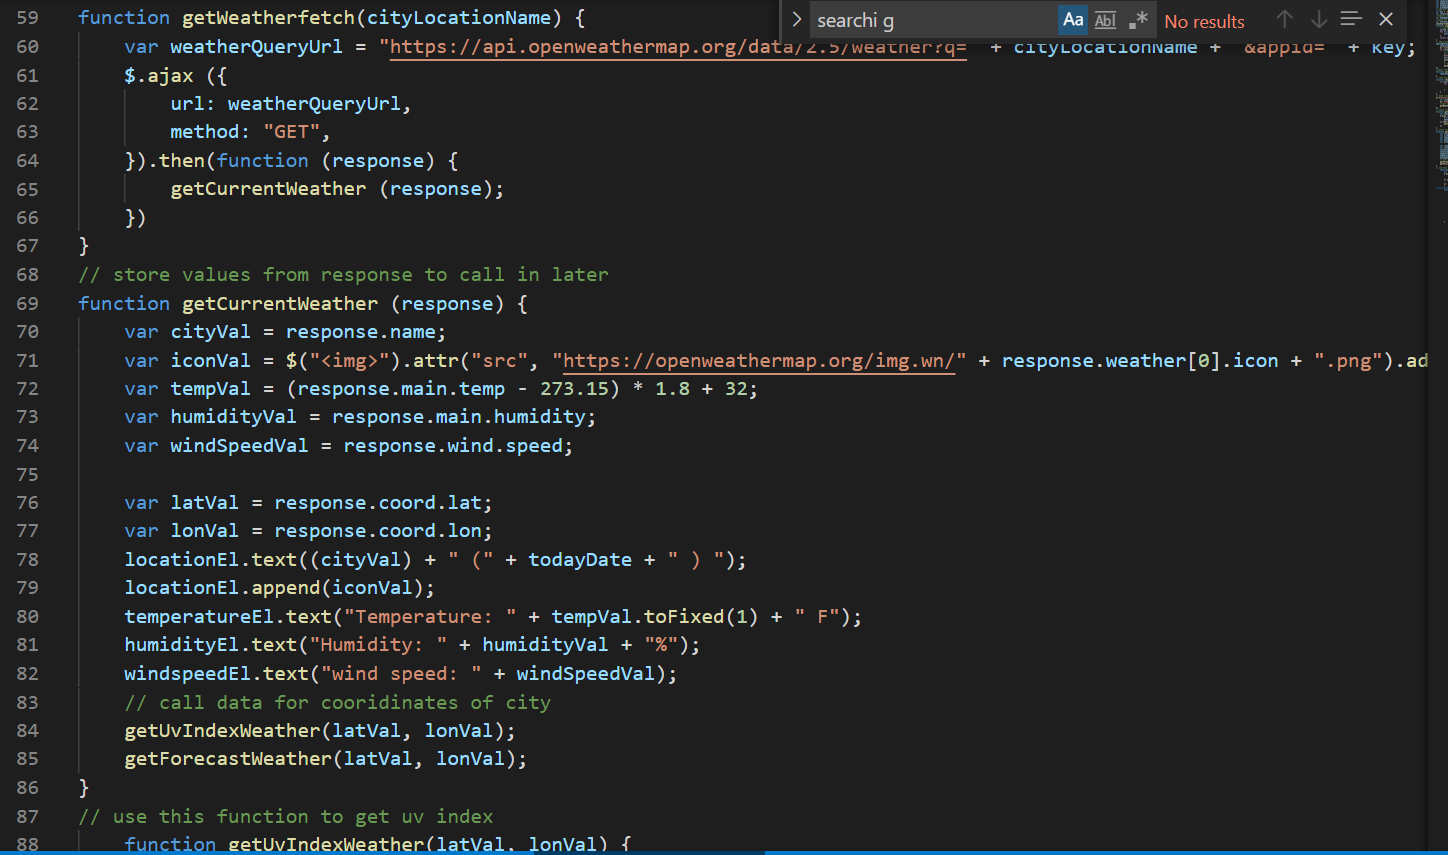 searchi g Aa Abl .* No results
59 function getWeatherfetch(cityLocationName) {
60 var weatherQueryUrl = "https://api.openweathermap.org/data/2.5/weather?q=" + cityLocationName + "&appid=" + key;
61 $.ajax ({
62 url: weatherQueryUrl,
63 method: "GET",
64 }).then(function (response) {
65 getCurrentWeather (response);
66 })
67 }
68 // store values from response to call in later
69 function getCurrentWeather (response) {
70 var cityVal = response.name;
71 var iconVal = $("<img>").attr("src", "https://openweathermap.org/img.wn/" + response.weather[0].icon + ".png").ad
72 var tempVal = (response.main.temp - 273.15) * 1.8 + 32;
73 var humidityVal = response.main.humidity;
74 var windSpeedVal = response.wind.speed;
75
76 var latVal = response.coord.lat;
77 var lonVal = response.coord.lon;
78 locationEl.text((cityVal) + " (" + todayDate + " ) ");
79 locationEl.append(iconVal);
80 temperatureEl.text("Temperature: " + tempVal.toFixed(1) + " F");
81 humidityEl.text("Humidity: " + humidityVal + "%");
82 windspeedEl.text("wind speed: " + windSpeedVal);
83 // call data for cooridinates of city
84 getUvIndexWeather(latVal, lonVal);
85 getForecastWeather(latVal, lonVal);
86 }
87 // use this function to get uv index
88 function getUvIndexWeather(latVal, lonVal) {